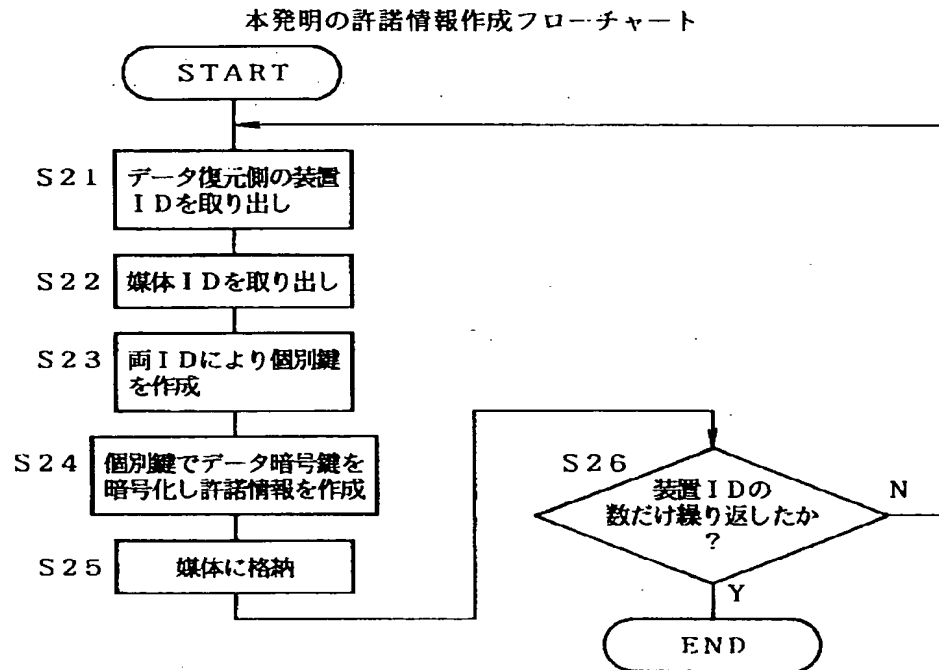 本発明の許諾情報作成フローチャート
START
S21
データ復元側の装置
IDを取り出し
S22
媒体IDを取り出し
S23
両IDにより個別鍵
を作成
S24
個別鍵でデータ暗号鍵を
暗号化し許諾情報を作成
S25
媒体に格納
S26
装置IDの
数だけ繰り返したか
?
N
Y
END